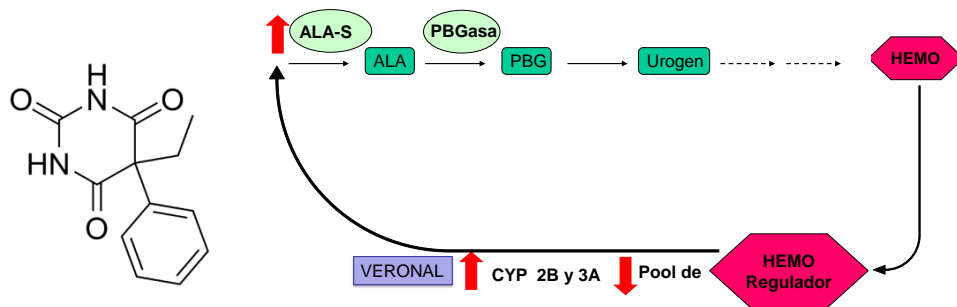 ALA-S
PBGasa
ALA
PBG
Urogen
HEMO
O
H
N
O
HN
O
VERONAL
CYP 2B y 3A
Pool de
HEMO
Regulador